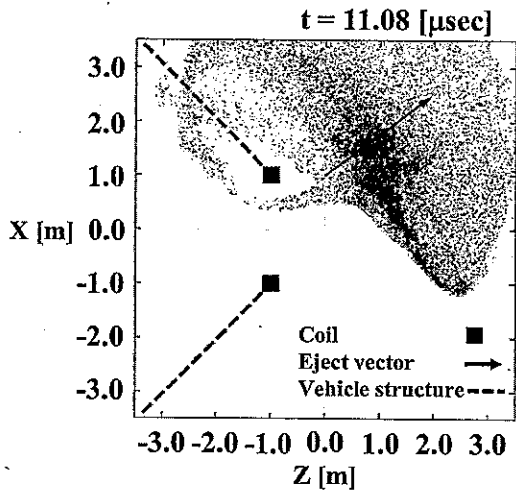 t = 11.08 [μsec]
3.0
2.0
1.0
X [m]
0.0
-1.0
-2.0
-3.0
Coil
Eject vector
Vehicle structure
-3.0 -2.0 -1.0 0.0 1.0 2.0 3.0
Z [m]